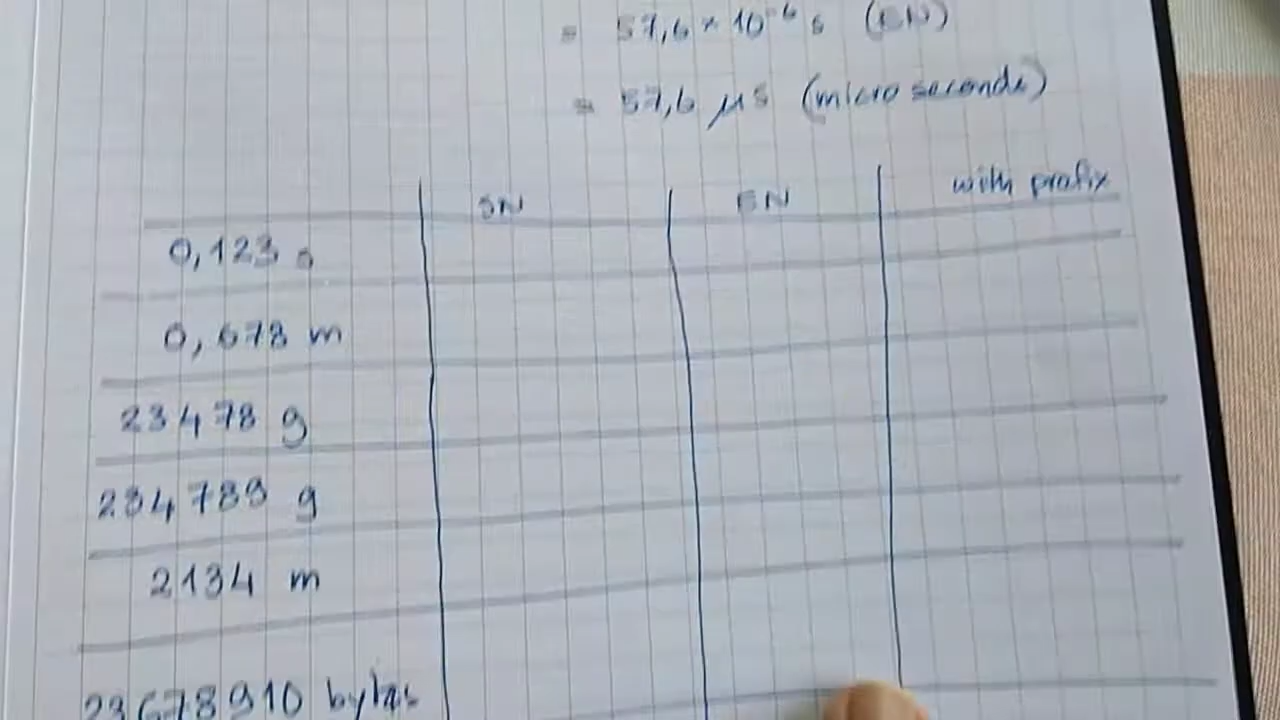 = 57,6 × 10⁻⁶ s (EN)
= 57,6 μs (micro seconds)
SN EN with prefix
0,123 s
0,678 m
23478 g
234789 g
2134 m
23678910 bytes